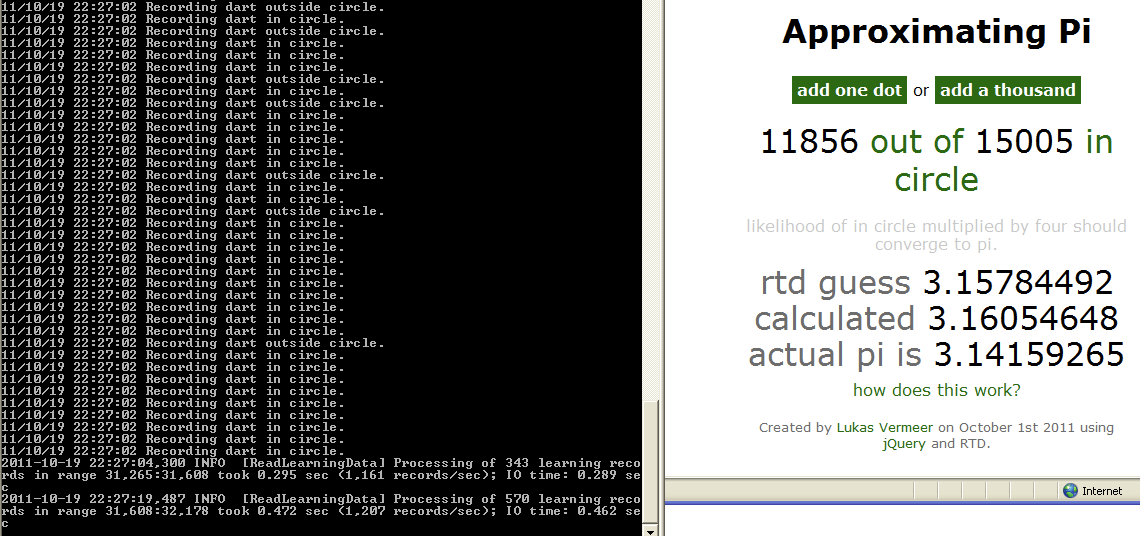 11/10/19 22:27:02 Recording dart outside circle.
11/10/19 22:27:02 Recording dart in circle.
11/10/19 22:27:02 Recording dart outside circle.
11/10/19 22:27:02 Recording dart in circle.
11/10/19 22:27:02 Recording dart in circle.
11/10/19 22:27:02 Recording dart in circle.
11/10/19 22:27:02 Recording dart outside circle.
11/10/19 22:27:02 Recording dart in circle.
11/10/19 22:27:02 Recording dart outside circle.
11/10/19 22:27:02 Recording dart in circle.
11/10/19 22:27:02 Recording dart in circle.
11/10/19 22:27:02 Recording dart in circle.
11/10/19 22:27:02 Recording dart in circle.
11/10/19 22:27:02 Recording dart in circle.
11/10/19 22:27:02 Recording dart outside circle.
11/10/19 22:27:02 Recording dart in circle.
11/10/19 22:27:02 Recording dart in circle.
11/10/19 22:27:02 Recording dart outside circle.
11/10/19 22:27:02 Recording dart in circle.
11/10/19 22:27:02 Recording dart in circle.
11/10/19 22:27:02 Recording dart in circle.
11/10/19 22:27:02 Recording dart in circle.
11/10/19 22:27:02 Recording dart in circle.
11/10/19 22:27:02 Recording dart in circle.
11/10/19 22:27:02 Recording dart in circle.
11/10/19 22:27:02 Recording dart in circle.
11/10/19 22:27:02 Recording dart in circle.
11/10/19 22:27:02 Recording dart in circle.
11/10/19 22:27:02 Recording dart outside circle.
11/10/19 22:27:02 Recording dart in circle.
11/10/19 22:27:02 Recording dart in circle.
11/10/19 22:27:02 Recording dart in circle.
11/10/19 22:27:02 Recording dart in circle.
11/10/19 22:27:02 Recording dart in circle.
11/10/19 22:27:02 Recording dart in circle.
11/10/19 22:27:02 Recording dart in circle.
11/10/19 22:27:02 Recording dart in circle.
11/10/19 22:27:02 Recording dart in circle.
2011-10-19 22:27:04,300 INFO  [ReadLearningData] Processing of 343 learning reco
rds in range 31,265:31,608 took 0.295 sec (1,161 records/sec); IO time: 0.289 se
c
2011-10-19 22:27:19,487 INFO  [ReadLearningData] Processing of 570 learning reco
rds in range 31,608:32,178 took 0.472 sec (1,207 records/sec); IO time: 0.462 se
c
Approximating Pi
add one dot or add a thousand
11856 out of 15005 in
circle
likelihood of in circle multiplied by four should
converge to pi.
rtd guess 3.15784492
calculated 3.16054648
actual pi is 3.14159265
how does this work?
Created by Lukas Vermeer on October 1st 2011 using
jQuery and RTD.
Internet